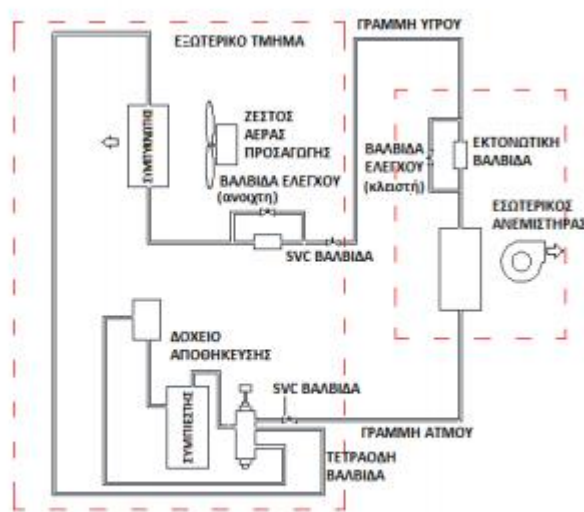 ΓΡΑΜΜΗ ΥΓΡΟΥ
ΕΞΩΤΕΡΙΚΟ ΤΜΗΜΑ
ΣΥΜΠΥΚΝΩΤΗΣ
ΖΕΣΤΟΣ
ΑΕΡΑΣ
ΠΡΟΣΑΓΩΓΗΣ
ΒΑΛΒΙΔΑ ΕΛΕΓΧΟΥ
(ανοιχτη)
SVC ΒΑΛΒΙΔΑ
ΒΑΛΒΙΔΑ
ΕΛΕΓΧΟΥ
(κλειστή)
ΕΚΤΟΝΩΤΙΚΗ
ΒΑΛΒΙΔΑ
ΕΣΩΤΕΡΙΚΟΣ
ΑΝΕΜΙΣΤΗΡΑΣ
ΔΟΧΕΙΟ
ΑΠΟΘΗΚΕΥΣΗΣ
ΣΥΜΠΙΕΣΤΗΣ
SVC ΒΑΛΒΙΔΑ
ΓΡΑΜΜΗ ΑΤΜΟΥ
ΤΕΤΡΑΟΔΗ
ΒΑΛΒΙΔΑ